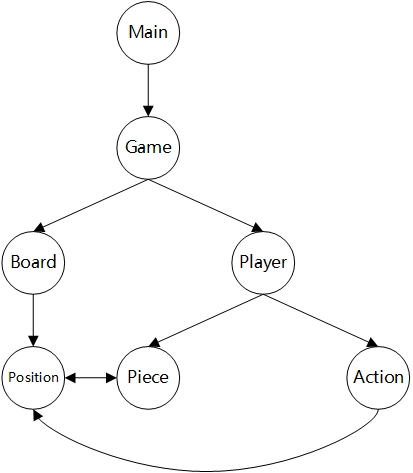 Main
Game
Board
Player
Position
Piece
Action